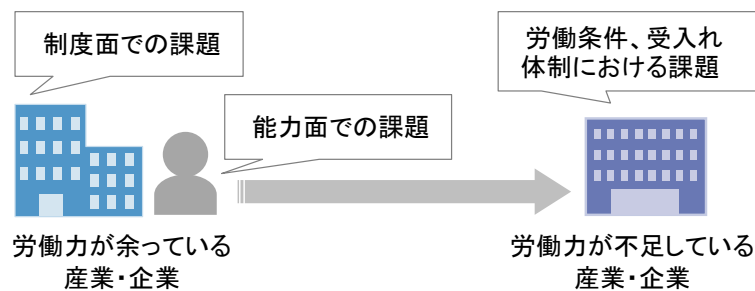 制度面での課題
労働条件、受入れ
体制における課題
能力面での課題
労働力が余っている
産業・企業
労働力が不足している
産業・企業